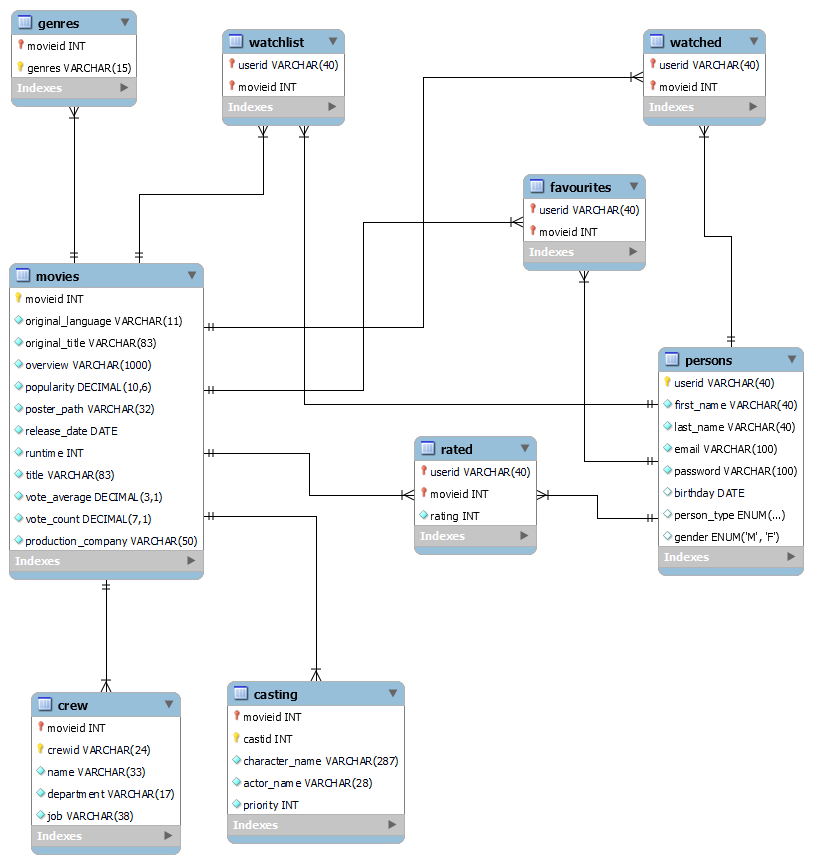 genres
movieid INT
genres VARCHAR(15)
Indexes
watchlist
userid VARCHAR(40)
movieid INT
Indexes
watched
userid VARCHAR(40)
movieid INT
Indexes
favourites
userid VARCHAR(40)
movieid INT
Indexes
movies
movieid INT
original_language VARCHAR(11)
original_title VARCHAR(83)
overview VARCHAR(1000)
popularity DECIMAL(10,6)
poster_path VARCHAR(32)
release_date DATE
runtime INT
title VARCHAR(83)
vote_average DECIMAL(3,1)
vote_count DECIMAL(7,1)
production_company VARCHAR(50)
Indexes
persons
userid VARCHAR(40)
first_name VARCHAR(40)
last_name VARCHAR(40)
email VARCHAR(100)
password VARCHAR(100)
birthday DATE
person_type ENUM(...)
gender ENUM('M', 'F')
Indexes
rated
userid VARCHAR(40)
movieid INT
rating INT
Indexes
crew
movieid INT
crewid VARCHAR(24)
name VARCHAR(33)
department VARCHAR(17)
job VARCHAR(38)
Indexes
casting
movieid INT
castid INT
character_name VARCHAR(287)
actor_name VARCHAR(28)
priority INT
Indexes